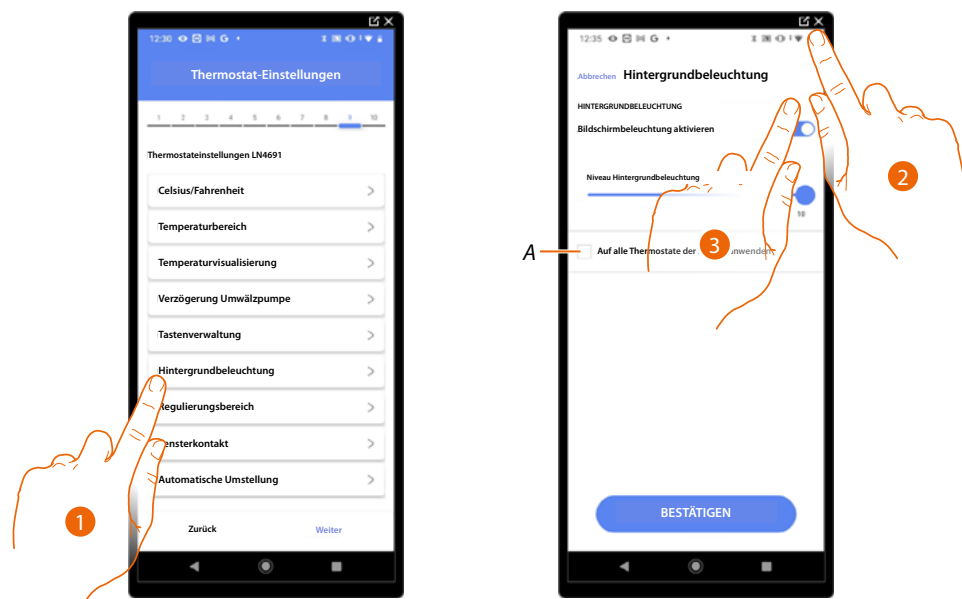 12:30 G
Thermostat-Einstellungen
1 2 3 4 5 6 7 8 9 10
Thermostateinstellungen LN4691
Celsius/Fahrenheit
Temperaturbereich
Temperaturvisualisierung
Verzögerung Umwälzpumpe
Tastenverwaltung
Hintergrundbeleuchtung
Regulierungsbereich
ensterkontakt
Automatische Umstellung
Zurück Weiter
1
12:35 G
Abbrechen Hintergrundbeleuchtung
HINTERGRUNDBELEUCHTUNG
Bildschirmbeleuchtung aktivieren
2
Niveau Hintergrundbeleuchtung
10
3
A
Auf alle Thermostate der nwenden
BESTÄTIGEN